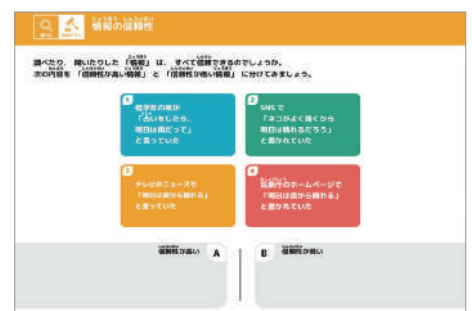 情報の信頼性
調べたり、聞いたりした「情報」は、すべて信頼できるのでしょうか。
次の内容を「信頼性が高い情報」と「信頼性が低い情報」に分けてみましょう。
1
低学年の妹が
「占いをしたら、
明日は雨だって」
と言っていた
2
SNSで
「ネコがよく鳴くから
明日は晴れるだろう」
と書かれていた
3
テレビのニュースで
「明日は夜から晴れる」
と言っていた
4
気象庁のホームページで
「明日は夜から晴れる」
と書かれていた
信頼性が高い A
B 信頼性が低い